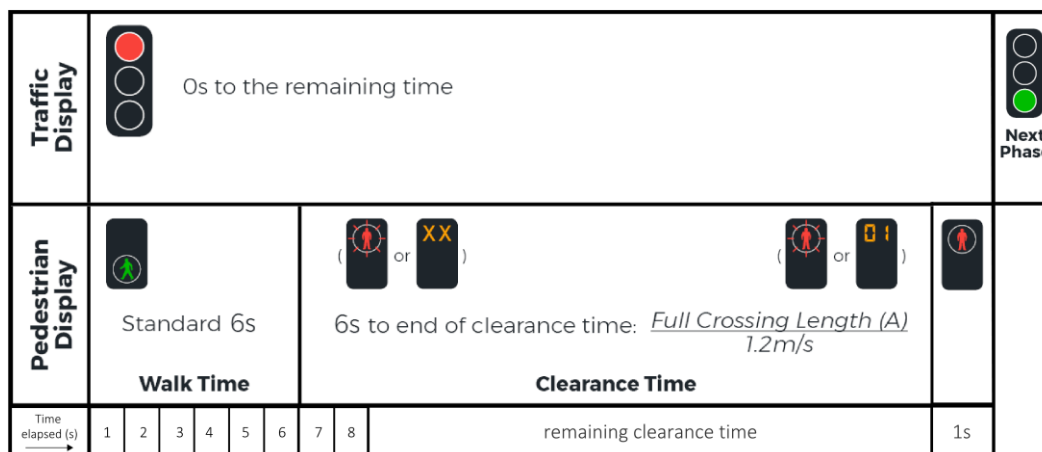 Traffic
Display
0s to the remaining time
Next
Phase
Pedestrian
Display
Standard 6s
Walk Time
( or XX )
( or 01 )
6s to end of clearance time: Full Crossing Length (A)
1.2m/s
Clearance Time
Time
elapsed (s)
1 2 3 4 5 6 7 8 remaining clearance time 1s